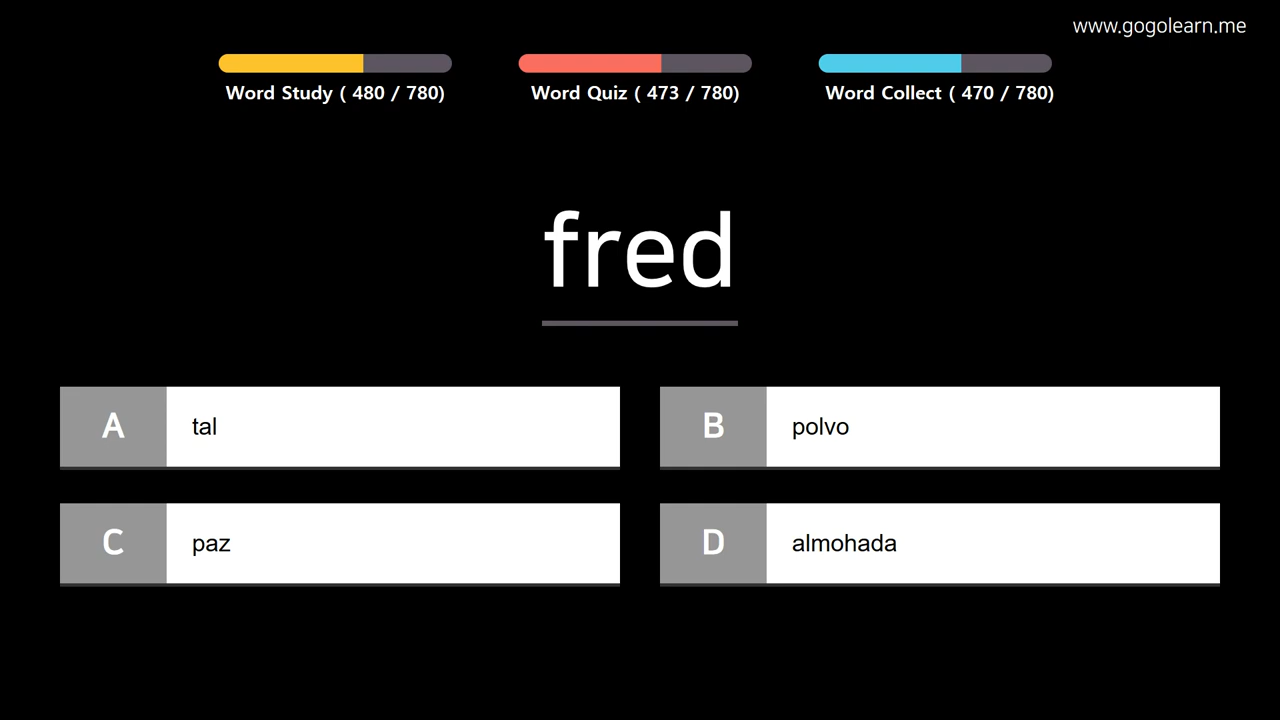 www.gogolearn.me
Word Study ( 480 / 780)
Word Quiz ( 473 / 780)
Word Collect ( 470 / 780)
fred
A tal
B polvo
C paz
D almohada